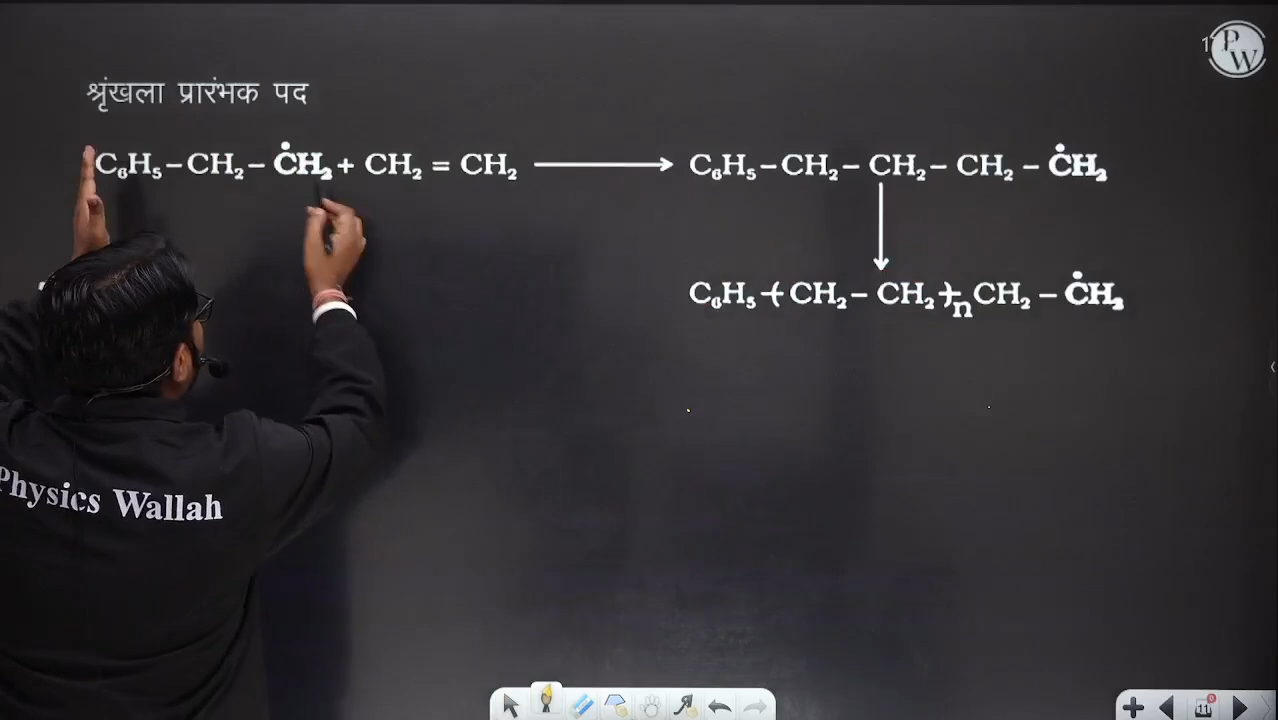 PW
श्रृंखला प्रारंभक पद
C₆H₅ – CH₂ – ĊH₂ + CH₂ = CH₂ ⟶ C₆H₅ – CH₂ – CH₂ – CH₂ – ĊH₂
C₆H₅ –( CH₂ – CH₂ –)ₙ CH₂ – ĊH₂
Physics Wallah
11